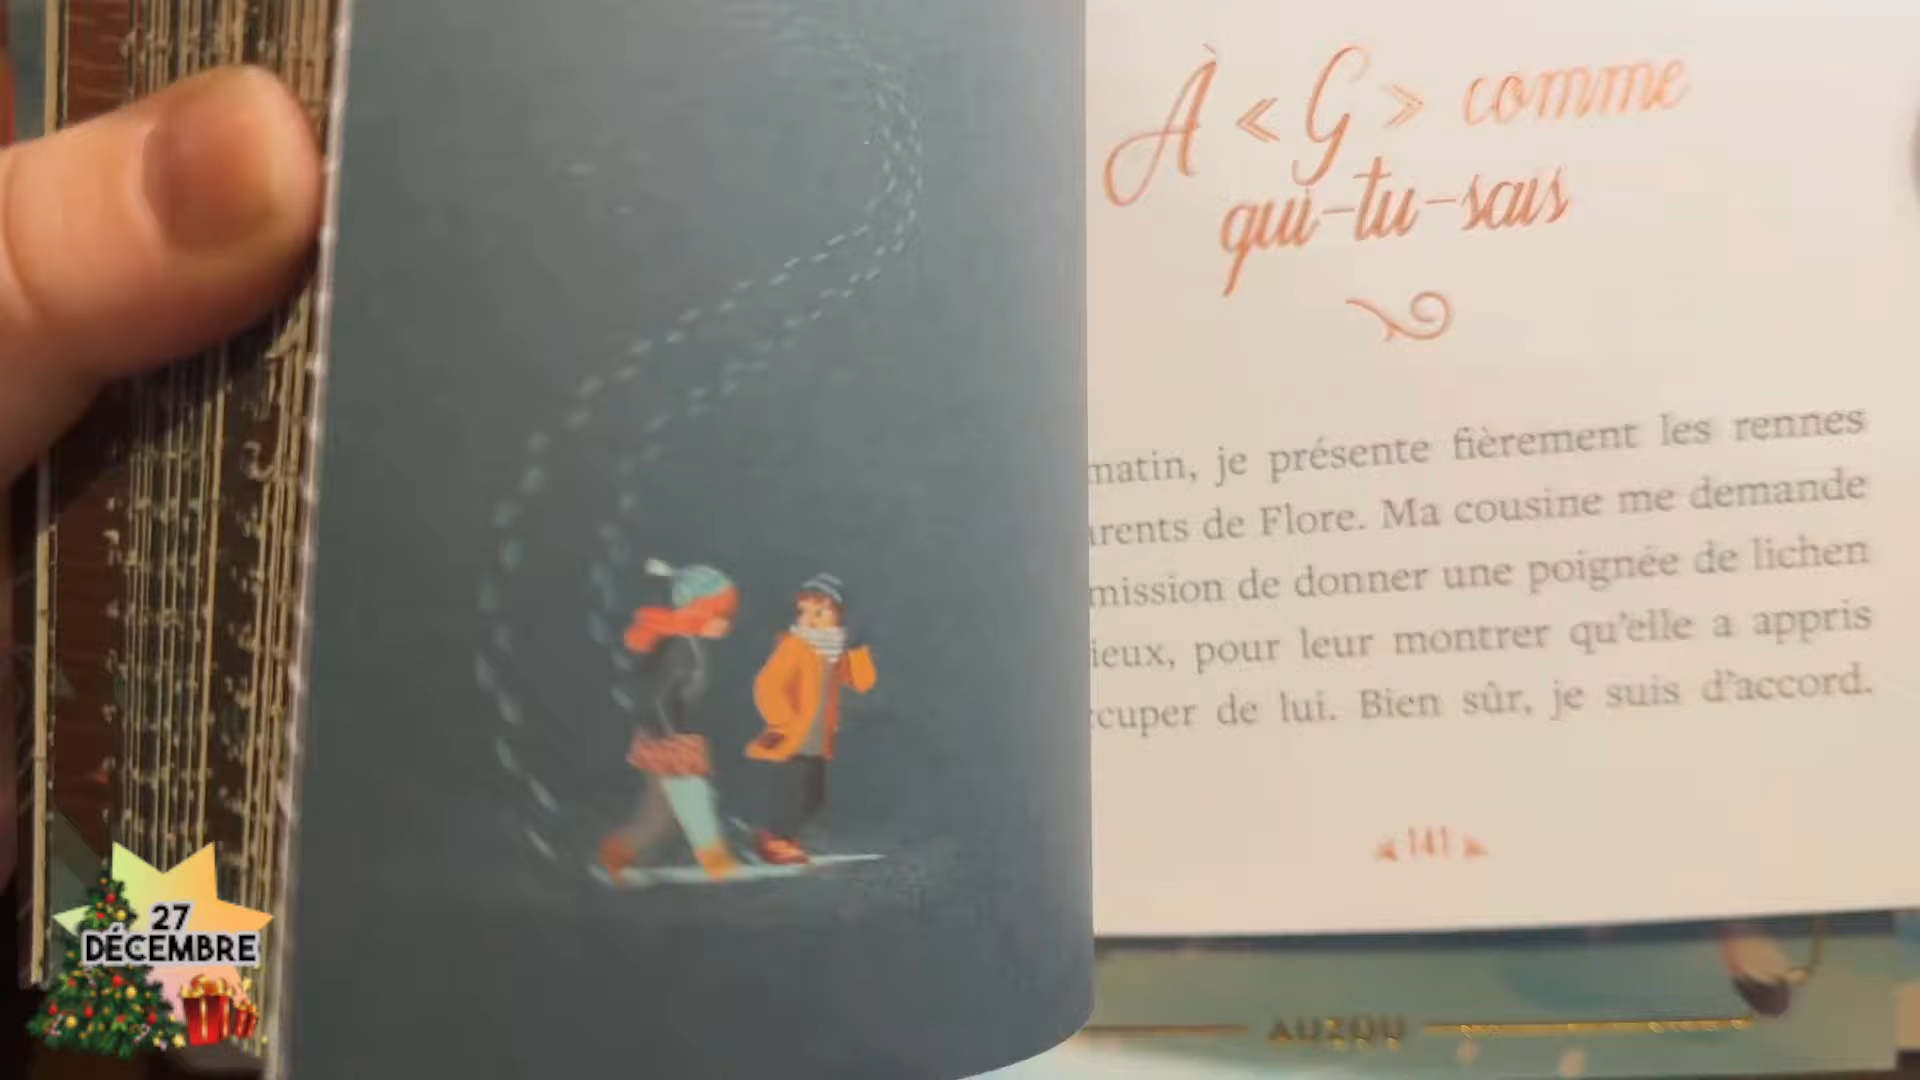 À « G » comme
qui-tu-sais
matin, je présente fièrement les rennes
rents de Flore. Ma cousine me demande
mission de donner une poignée de lichen
ieux, pour leur montrer qu'elle a appris
cuper de lui. Bien sûr, je suis d'accord.
141
27
DÉCEMBRE
AUZOU